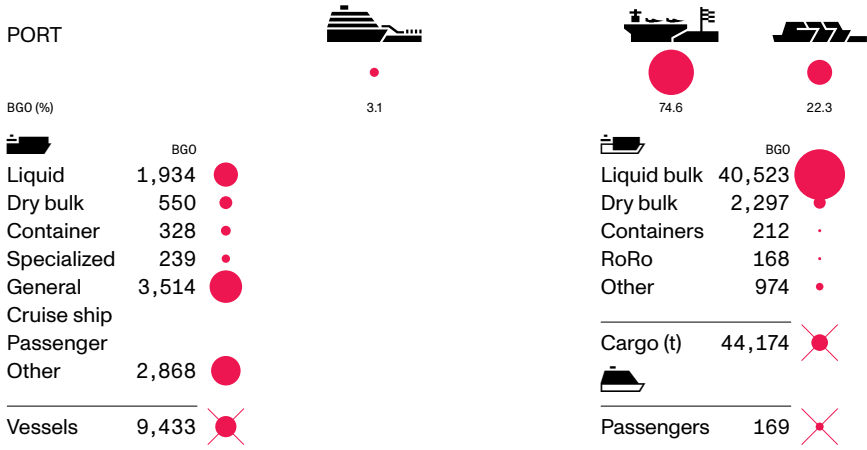 PORT
BGO (%) 3.1 74.6 22.3
BGO
Liquid 1,934
Dry bulk 550
Container 328
Specialized 239
General 3,514
Cruise ship
Passenger
Other 2,868
Vessels 9,433
BGO
Liquid bulk 40,523
Dry bulk 2,297
Containers 212
RoRo 168
Other 974
Cargo (t) 44,174
Passengers 169